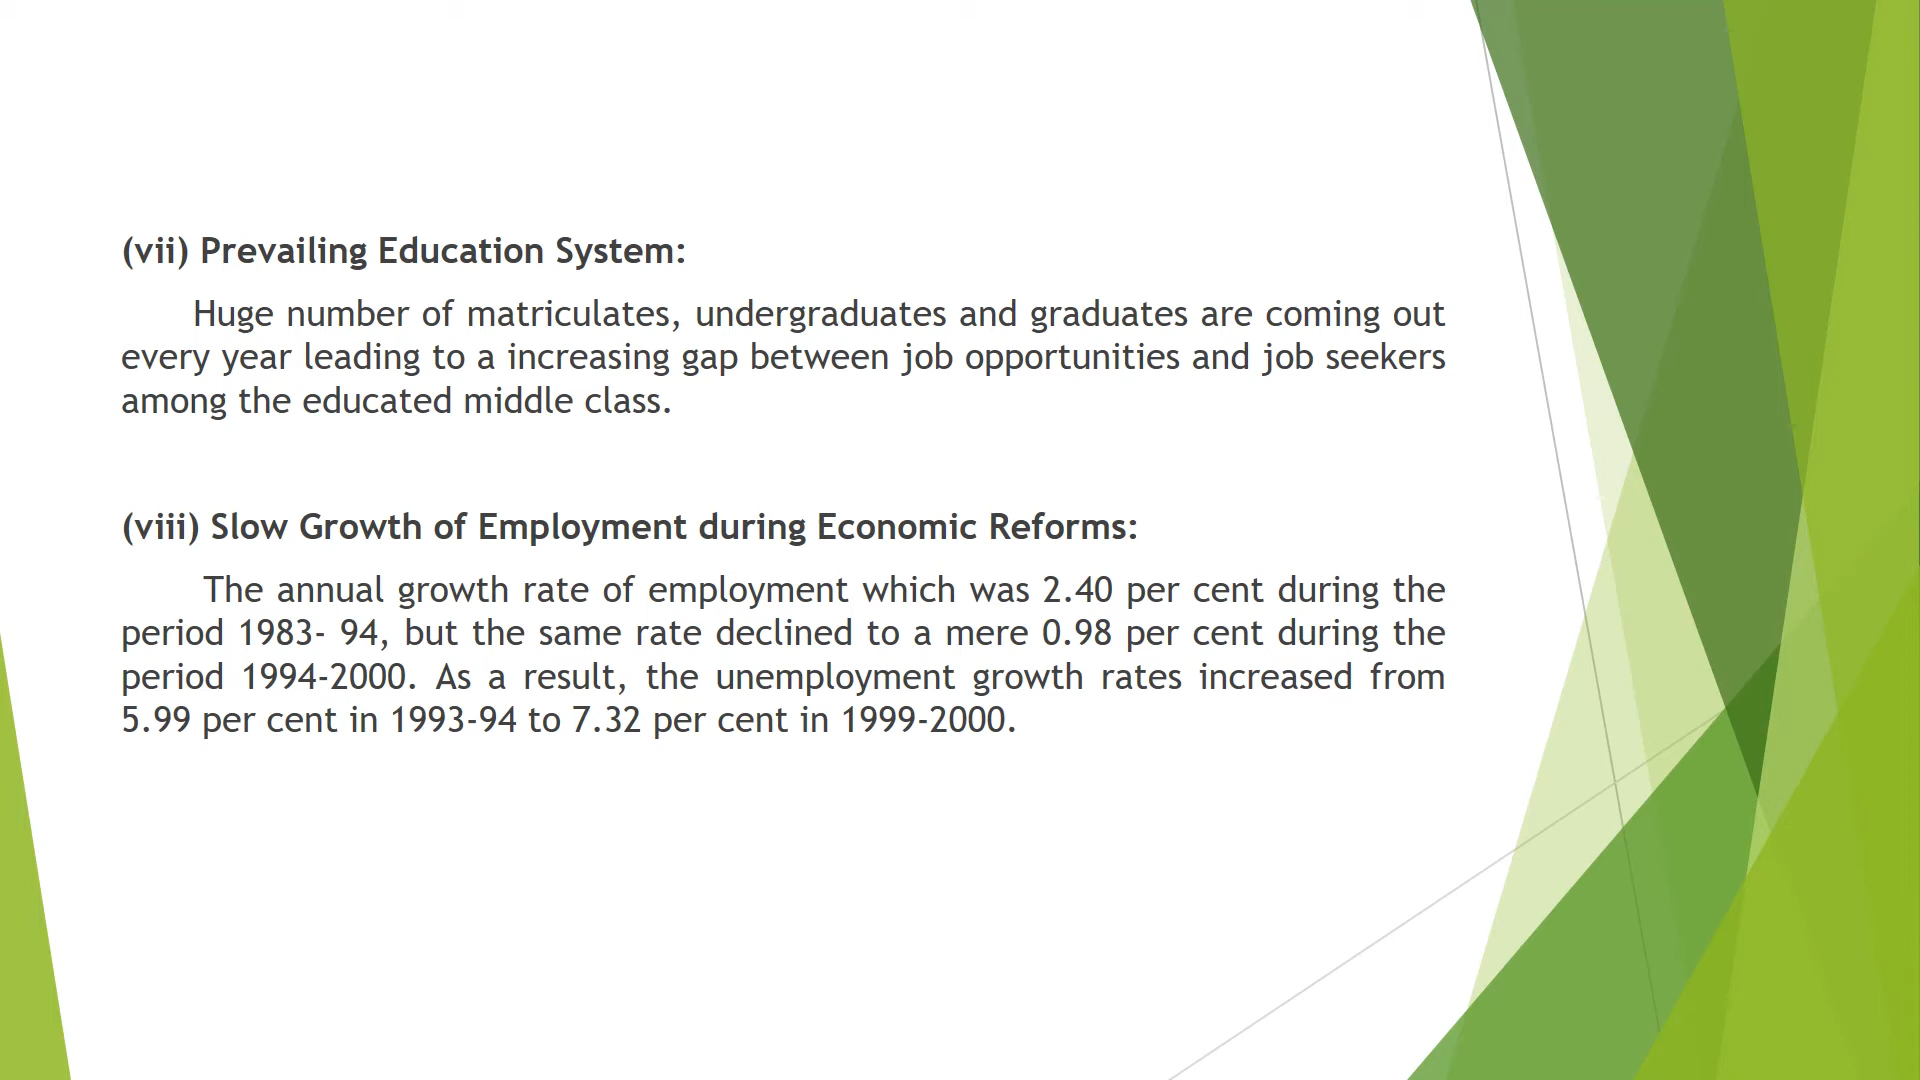 (vii) Prevailing Education System:
Huge number of matriculates, undergraduates and graduates are coming out
every year leading to a increasing gap between job opportunities and job seekers
among the educated middle class.
(viii) Slow Growth of Employment during Economic Reforms:
The annual growth rate of employment which was 2.40 per cent during the
period 1983- 94, but the same rate declined to a mere 0.98 per cent during the
period 1994-2000. As a result, the unemployment growth rates increased from
5.99 per cent in 1993-94 to 7.32 per cent in 1999-2000.